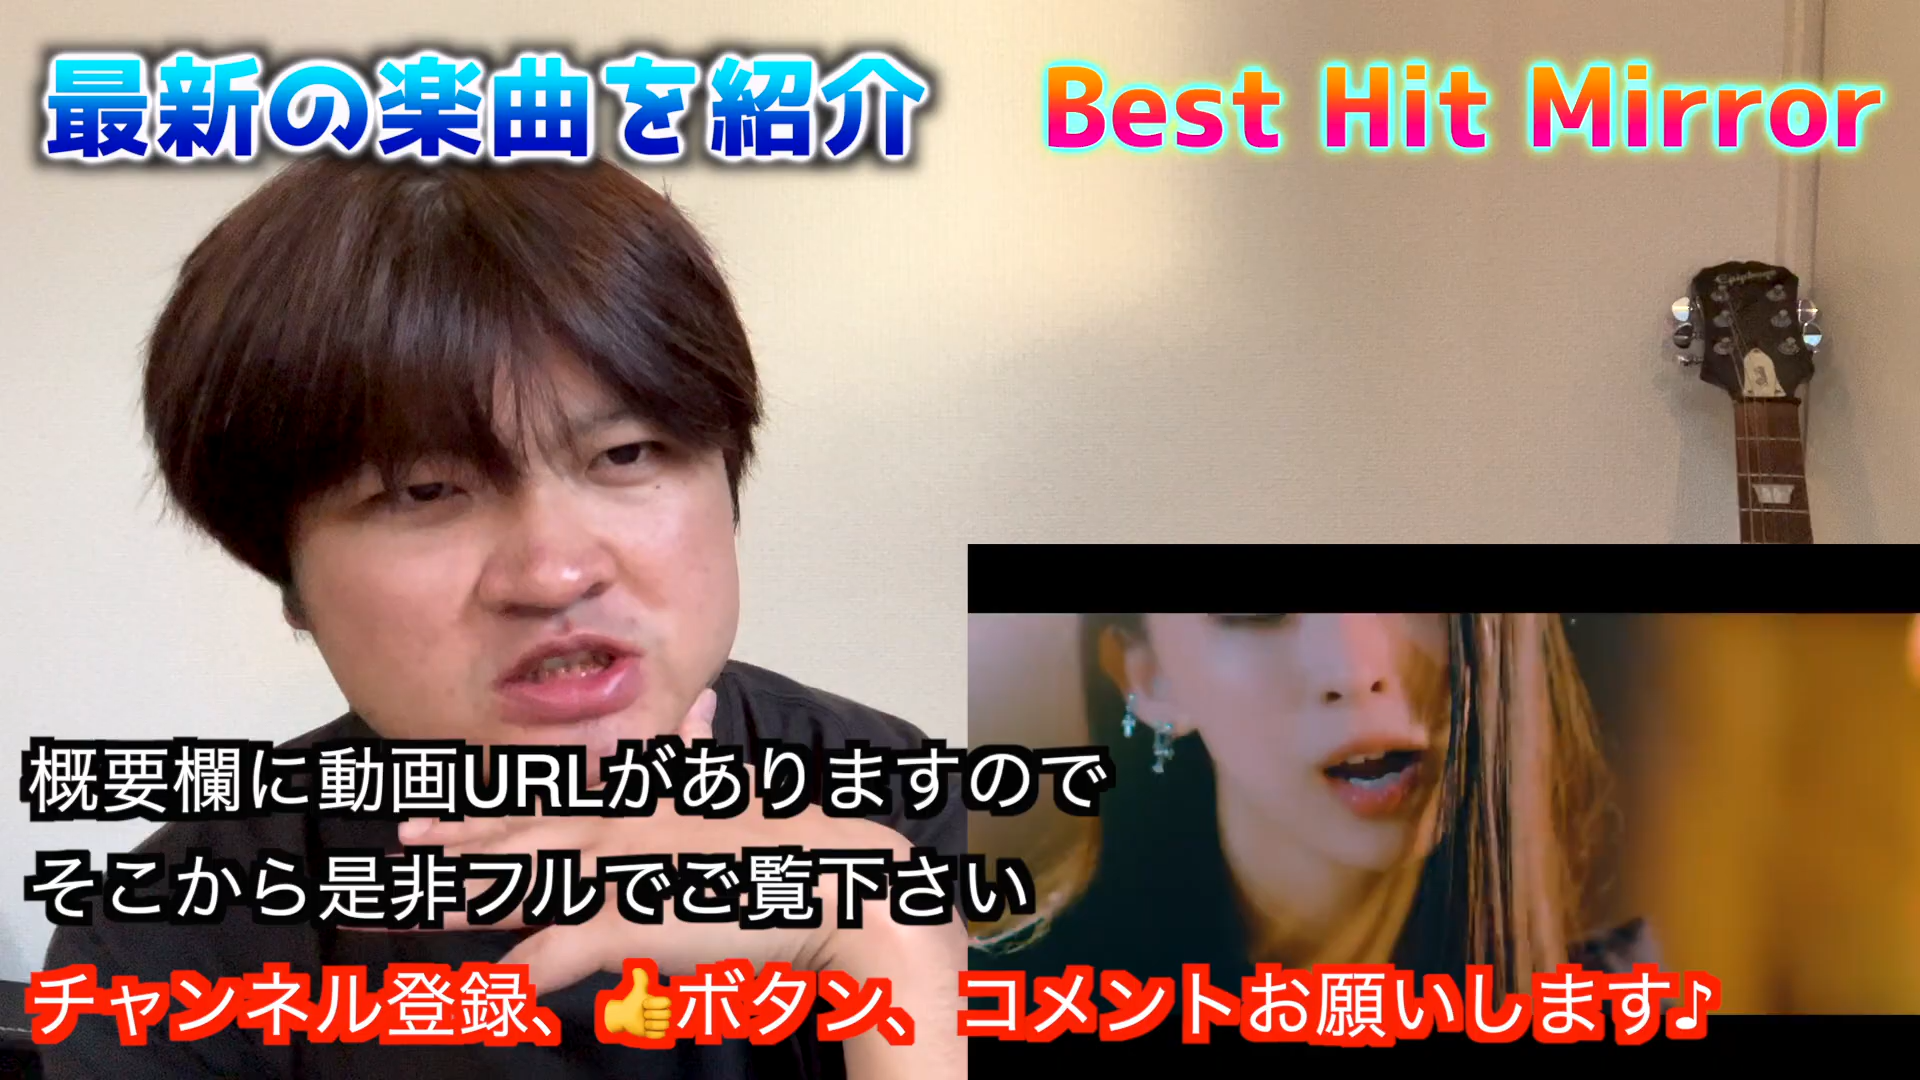 最新の楽曲を紹介
Best Hit Mirror
Epiphone
概要欄に動画URLがありますので
そこから是非フルでご覧下さい
チャンネル登録、👍ボタン、コメントお願いします♪